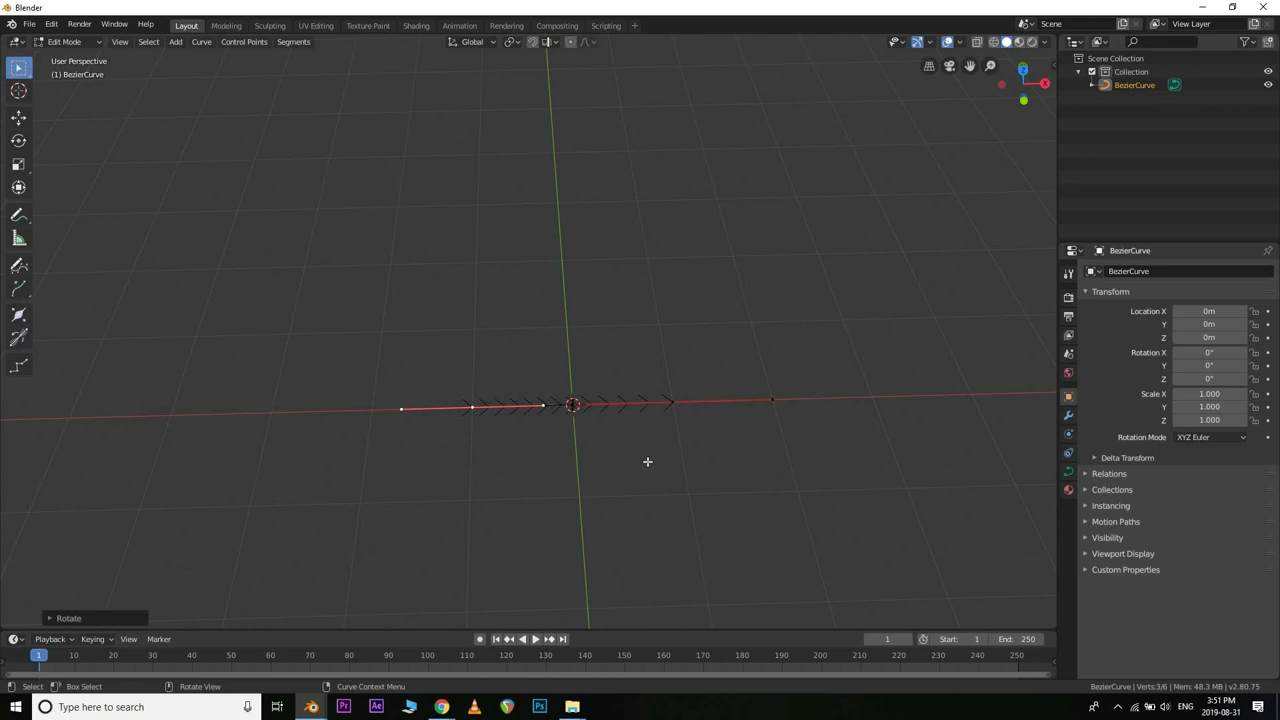 Blender
File Edit Render Window Help Layout Modeling Sculpting UV Editing Texture Paint Shading Animation Rendering Compositing Scripting + Scene View Layer
Edit Mode View Select Add Curve Control Points Segments Global
User Perspective
(1) BezierCurve
Z
X
Scene Collection
Collection
BezierCurve
BezierCurve
BezierCurve
Transform
Location X 0m
Y 0m
Z 0m
Rotation X 0°
Y 0°
Z 0°
Scale X 1.000
Y 1.000
Z 1.000
Rotation Mode XYZ Euler
Delta Transform
Relations
Collections
Instancing
Motion Paths
Visibility
Viewport Display
Custom Properties
Rotate
Playback Keying View Marker 1 Start: 1 End: 250
1 10 20 30 40 50 60 70 80 90 100 110 120 130 140 150 160 170 180 190 200 210 220 230 240 250
Select Box Select Rotate View Curve Context Menu BezierCurve | Verts:3/6 | Mem: 48.3 MB | v2.80.75
Type here to search Pr Ae Ps ENG 3:51 PM
2019-08-31